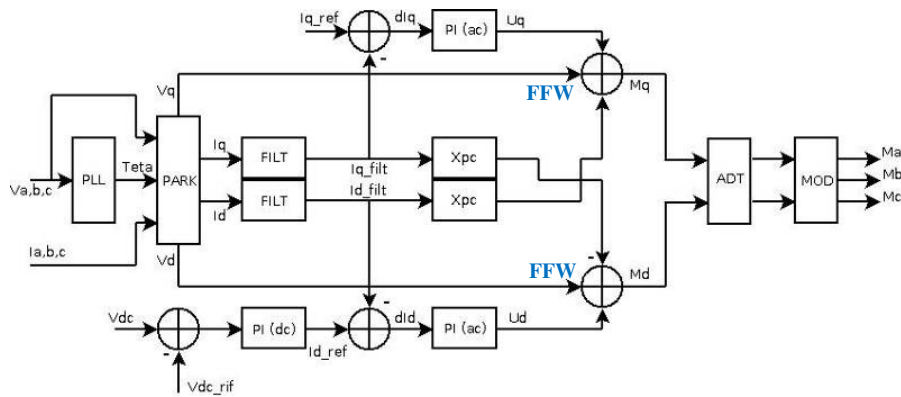 Iq_ref
dIq
PI (ac)
Uq
-
Vq
FFW
Mq
Iq
FILT
Iq_filt
Xpc
PLL
Teta
PARK
Va,b,c
Id
FILT
Id_filt
Xpc
ADT
MOD
Ma
Mb
Mc
Ia,b,c
Vd
FFW
-
Md
-
Vdc
PI (dc)
Id_ref
dId
PI (ac)
Ud
-
Vdc_rif